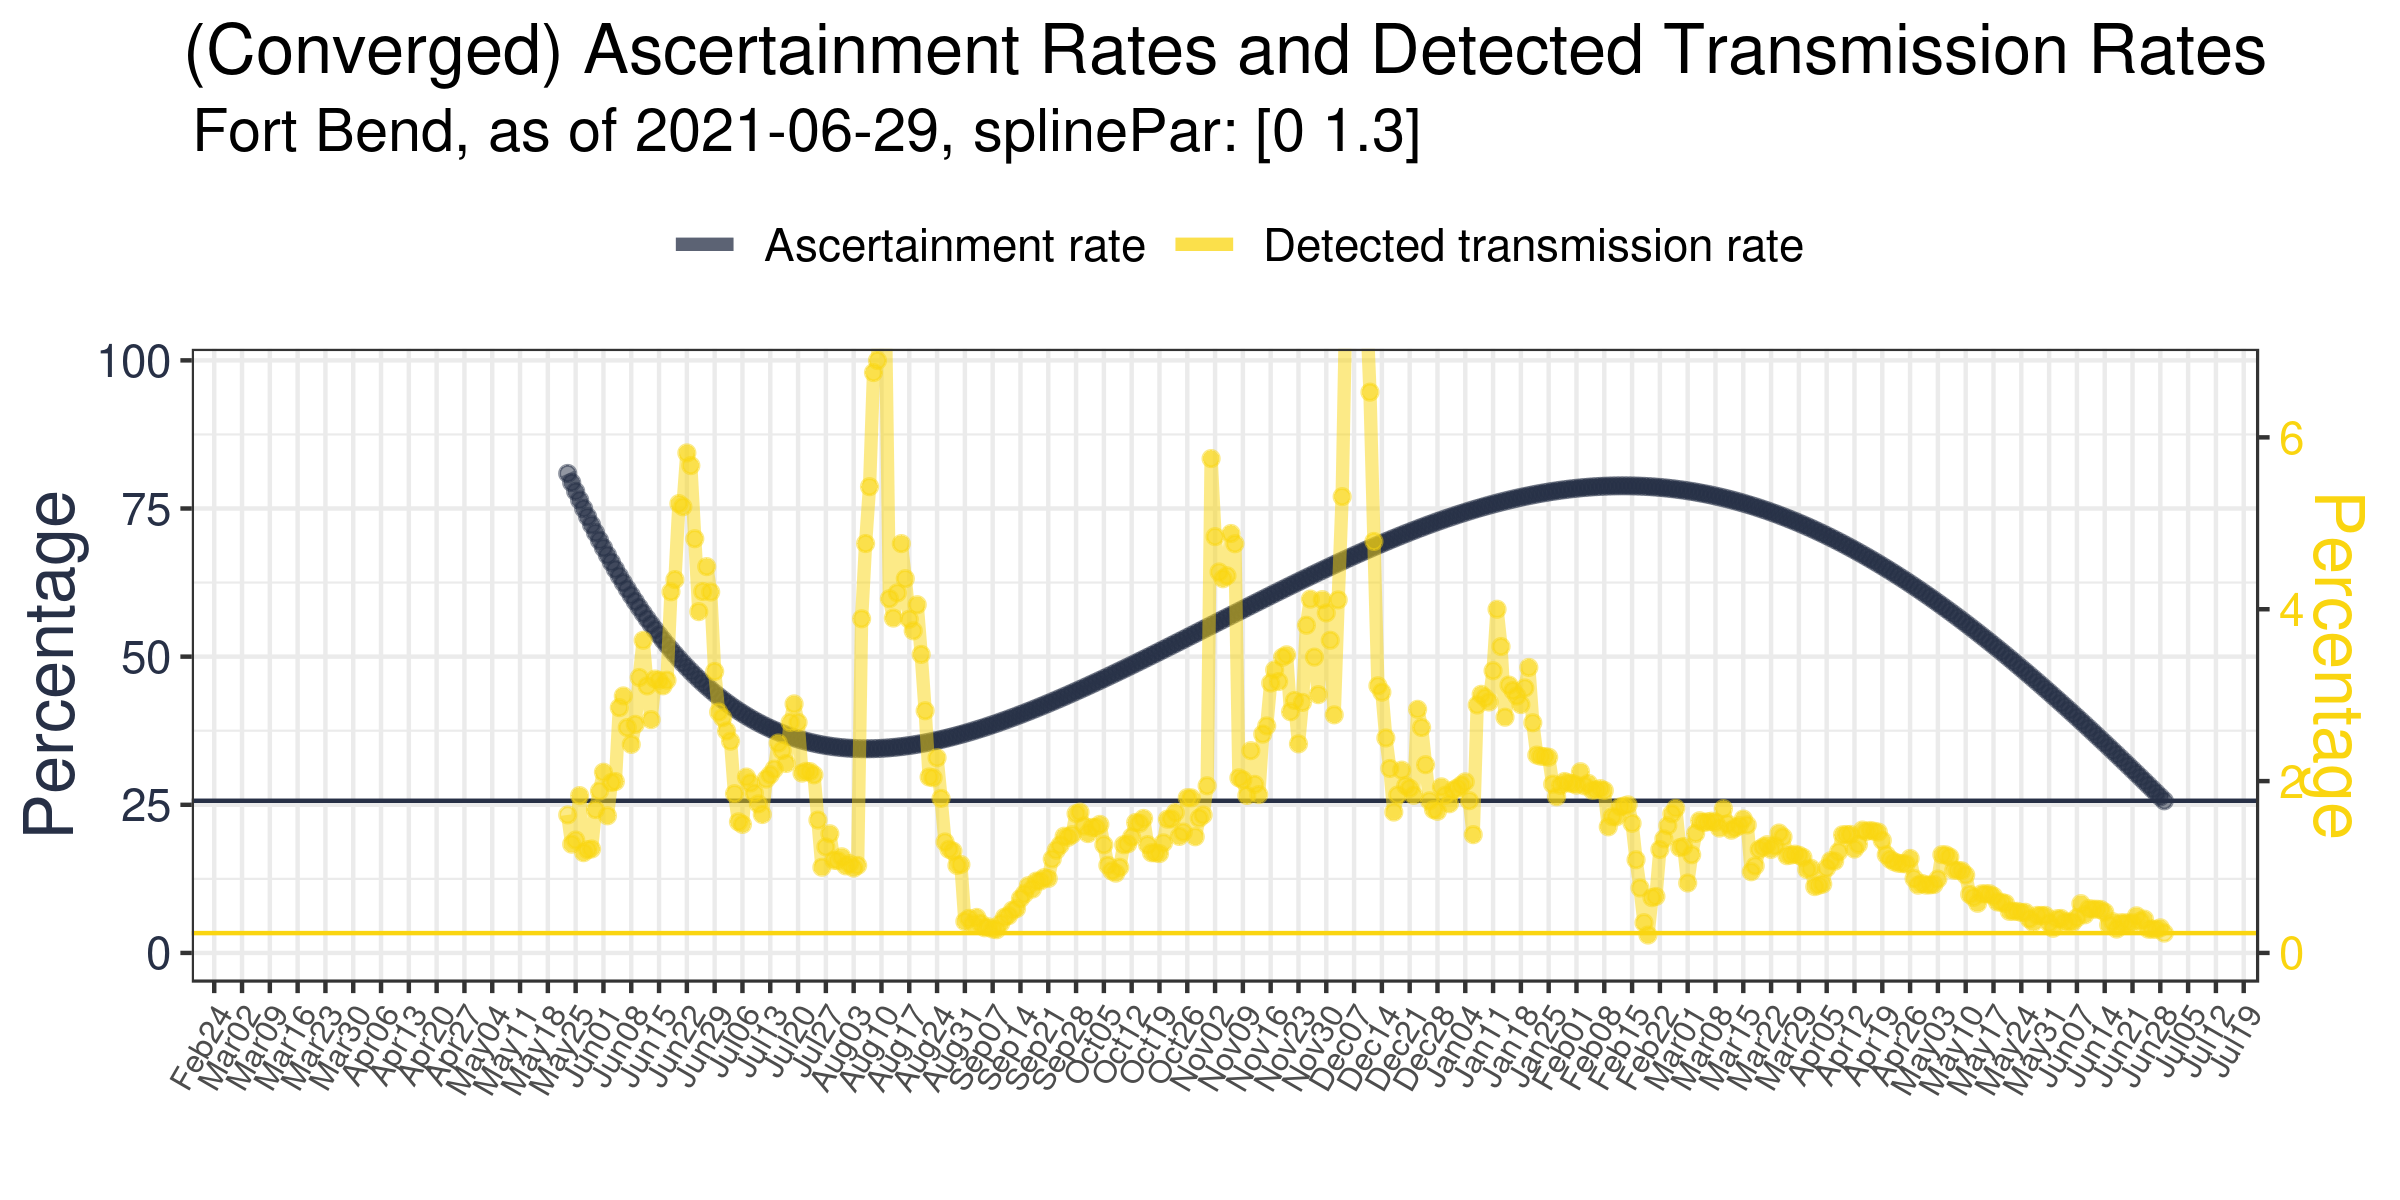 (Converged) Ascertainment Rates and Detected Transmission Rates
Fort Bend, as of 2021-06-29, splinePar: [0 1.3]
Ascertainment rate
Detected transmission rate
Percentage
100
75
50
25
0
6
4
2
0
Percentage
Feb24
Mar02
Mar09
Mar16
Mar23
Mar30
Apr06
Apr13
Apr20
Apr27
May04
May11
May18
May25
Jun01
Jun08
Jun15
Jun22
Jun29
Jul06
Jul13
Jul20
Jul27
Aug03
Aug10
Aug17
Aug24
Aug31
Sep07
Sep14
Sep21
Sep28
Oct05
Oct12
Oct19
Oct26
Nov02
Nov09
Nov16
Nov23
Nov30
Dec07
Dec14
Dec21
Dec28
Jan04
Jan11
Jan18
Jan25
Feb01
Feb08
Feb15
Feb22
Mar01
Mar08
Mar15
Mar22
Mar29
Apr05
Apr12
Apr19
Apr26
May03
May10
May17
May24
May31
Jun07
Jun14
Jun21
Jun28
Jul05
Jul12
Jul19